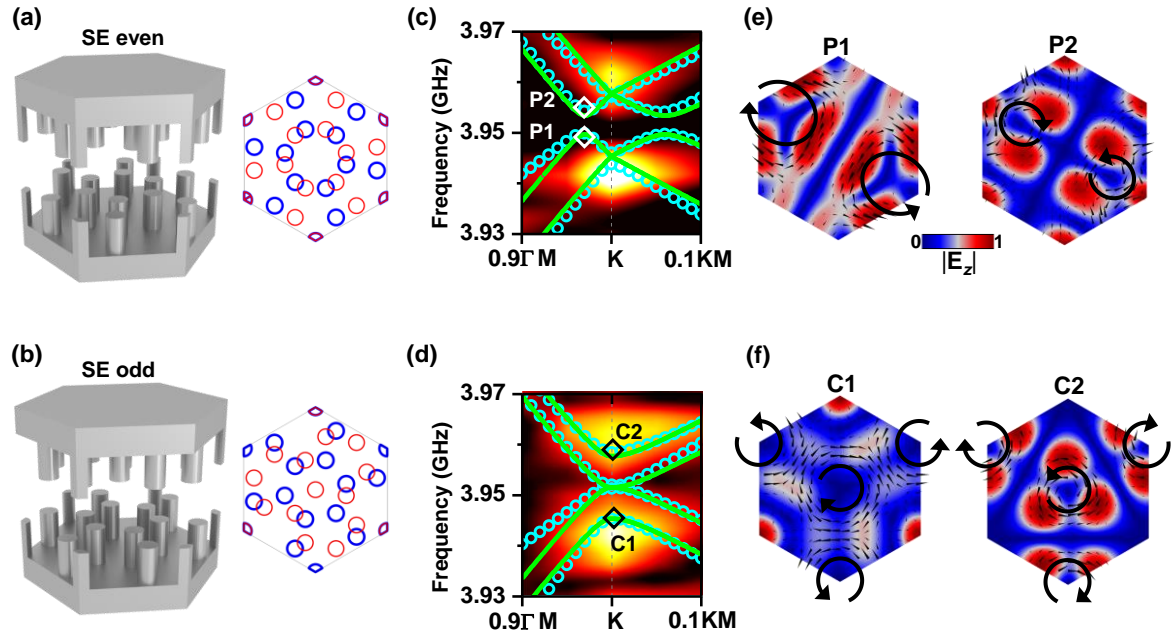 (a)
SE even
(c)
Frequency (GHz)
3.97
3.95
3.93
P2
P1
0.9Γ M
K
0.1KM
(e)
P1
P2
0
1
|E_z|
(b)
SE odd
(d)
Frequency (GHz)
3.97
3.95
3.93
C2
C1
0.9Γ M
K
0.1KM
(f)
C1
C2